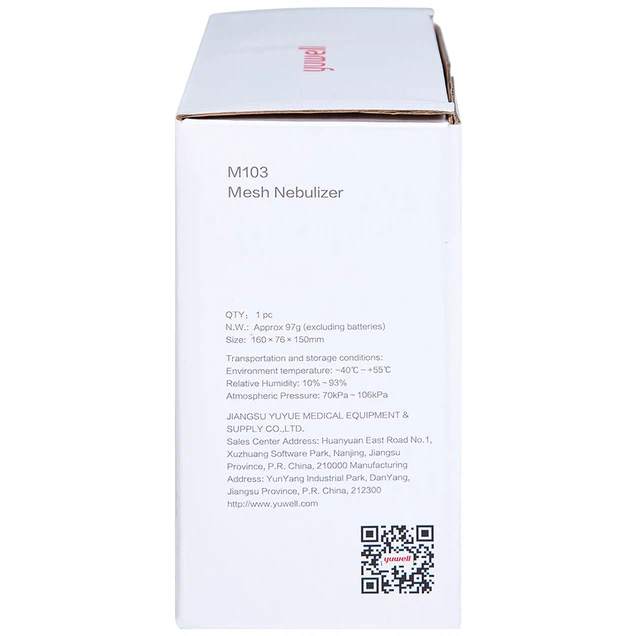 yuwell
M103
Mesh Nebulizer
QTY: 1 pc
N.W.: Approx 97g (excluding batteries)
Size: 160×76×150mm
Transportation and storage conditions:
Environment temperature: -40℃ ~ +55℃
Relative Humidity: 10% ~ 93%
Atmospheric Pressure: 70kPa ~ 106kPa
JIANGSU YUYUE MEDICAL EQUIPMENT &
SUPPLY CO.,LTD.
Sales Center Address: Huanyuan East Road No.1,
Xuzhuang Software Park, Nanjing, Jiangsu
Province, P.R. China, 210000 Manufacturing
Address: YunYang Industrial Park, DanYang,
Jiangsu Province, P.R. China, 212300
http://www.yuwell.com
yuwell